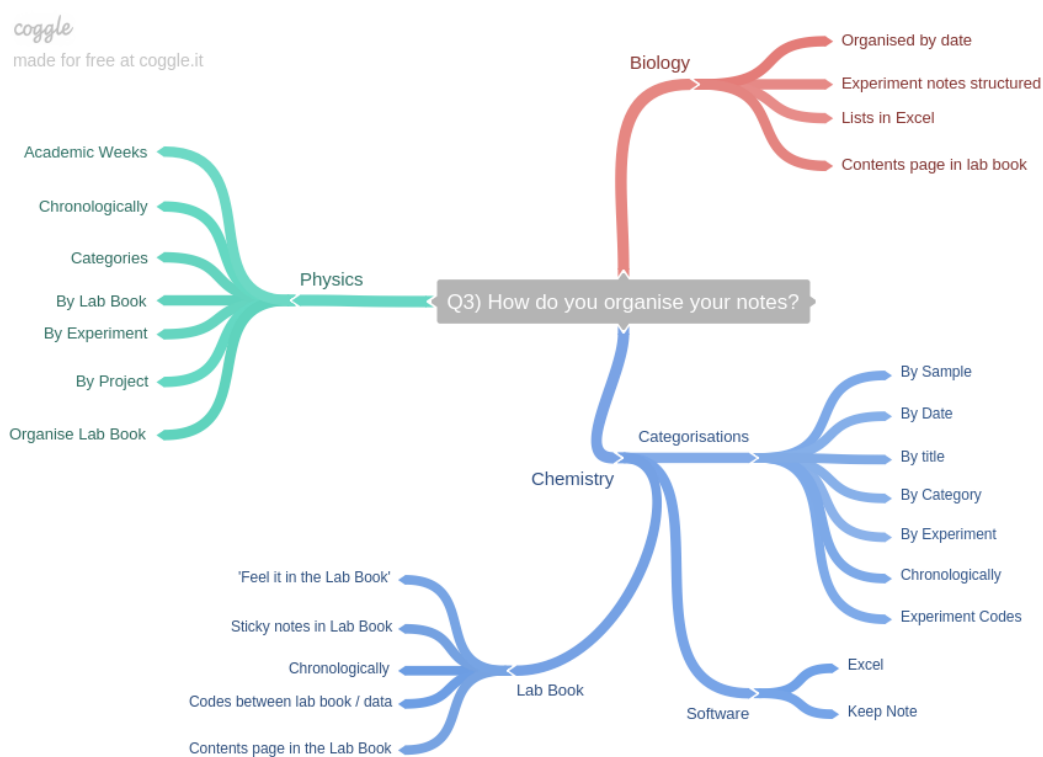 coggle
made for free at coggle.it
Biology
Organised by date
Experiment notes structured
Lists in Excel
Contents page in lab book
Physics
Academic Weeks
Chronologically
Categories
By Lab Book
By Experiment
By Project
Organise Lab Book
Q3) How do you organise your notes?
Chemistry
Categorisations
By Sample
By Date
By title
By Category
By Experiment
Chronologically
Experiment Codes
Lab Book
'Feel it in the Lab Book'
Sticky notes in Lab Book
Chronologically
Codes between lab book / data
Contents page in the Lab Book
Software
Excel
Keep Note